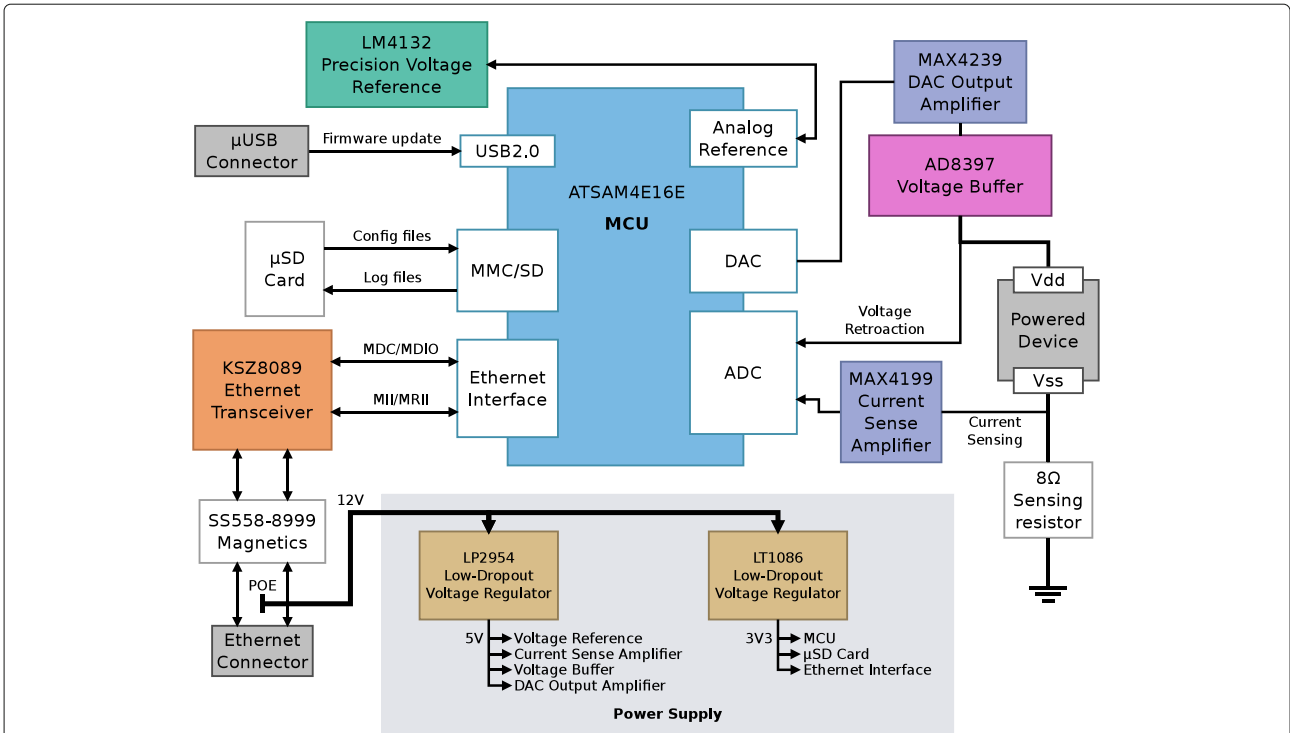 LM4132
Precision Voltage
Reference
MAX4239
DAC Output
Amplifier
µUSB
Connector
Firmware update
USB2.0
Analog
Reference
AD8397
Voltage Buffer
ATSAM4E16E
MCU
µSD
Card
Config files
Log files
MMC/SD
DAC
Vdd
Powered
Device
Vss
Voltage
Retroaction
KSZ8089
Ethernet
Transceiver
MDC/MDIO
MII/MRII
Ethernet
Interface
ADC
MAX4199
Current
Sense
Amplifier
Current
Sensing
8Ω
Sensing
resistor
SS558-8999
Magnetics
12V
POE
Ethernet
Connector
LP2954
Low-Dropout
Voltage Regulator
LT1086
Low-Dropout
Voltage Regulator
5V
Voltage Reference
Current Sense Amplifier
Voltage Buffer
DAC Output Amplifier
3V3
MCU
µSD Card
Ethernet Interface
Power Supply